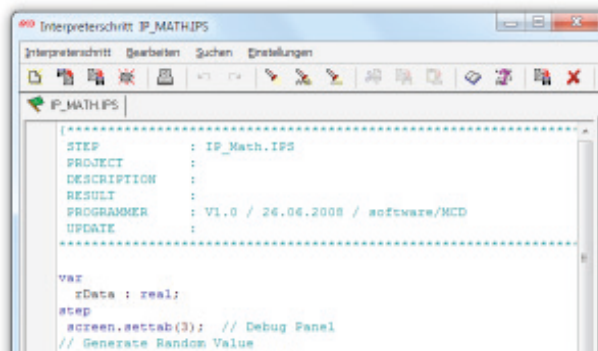 Interpreterschritt IP_MATH.IPS
Interpreterschritt Bearbeiten Suchen Einstellungen
IP_MATH.IPS
{************************************************************
STEP : IP_Math.IPS
PROJECT :
DESCRIPTION :
RESULT :
PROGRAMMER : V1.0 / 26.06.2008 / software/MCD
UPDATE :
************************************************************
var
rData : real;
step
screen.settab(3); // Debug Panel
// Generate Random Value